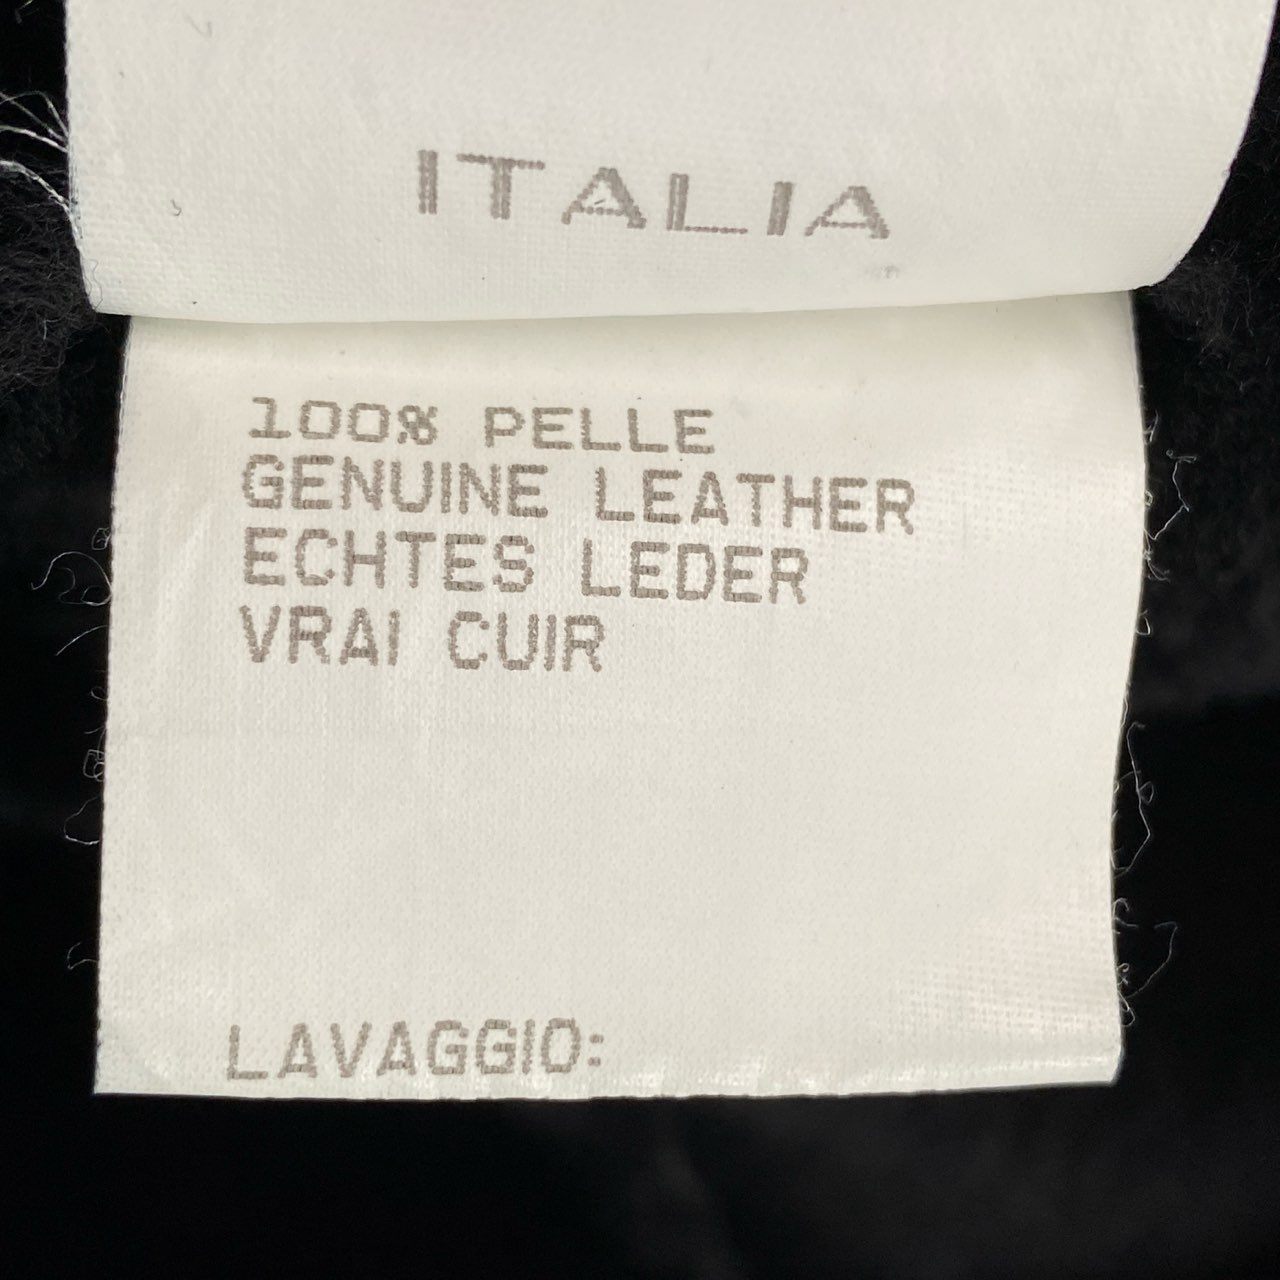 ITALIA
100% PELLE
GENUINE LEATHER
ECHTES LEDER
VRAI CUIR
LAVAGGIO: